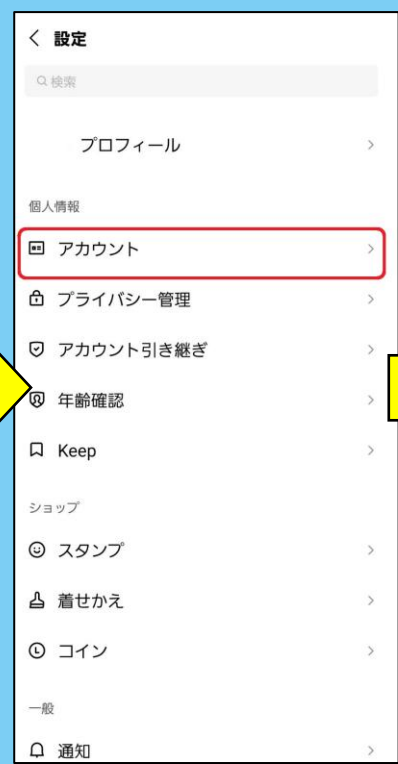 設定
検索
プロフィール
個人情報
アカウント
プライバシー管理
アカウント引き継ぎ
年齢確認
Keep
ショップ
スタンプ
着せかえ
コイン
一般
通知